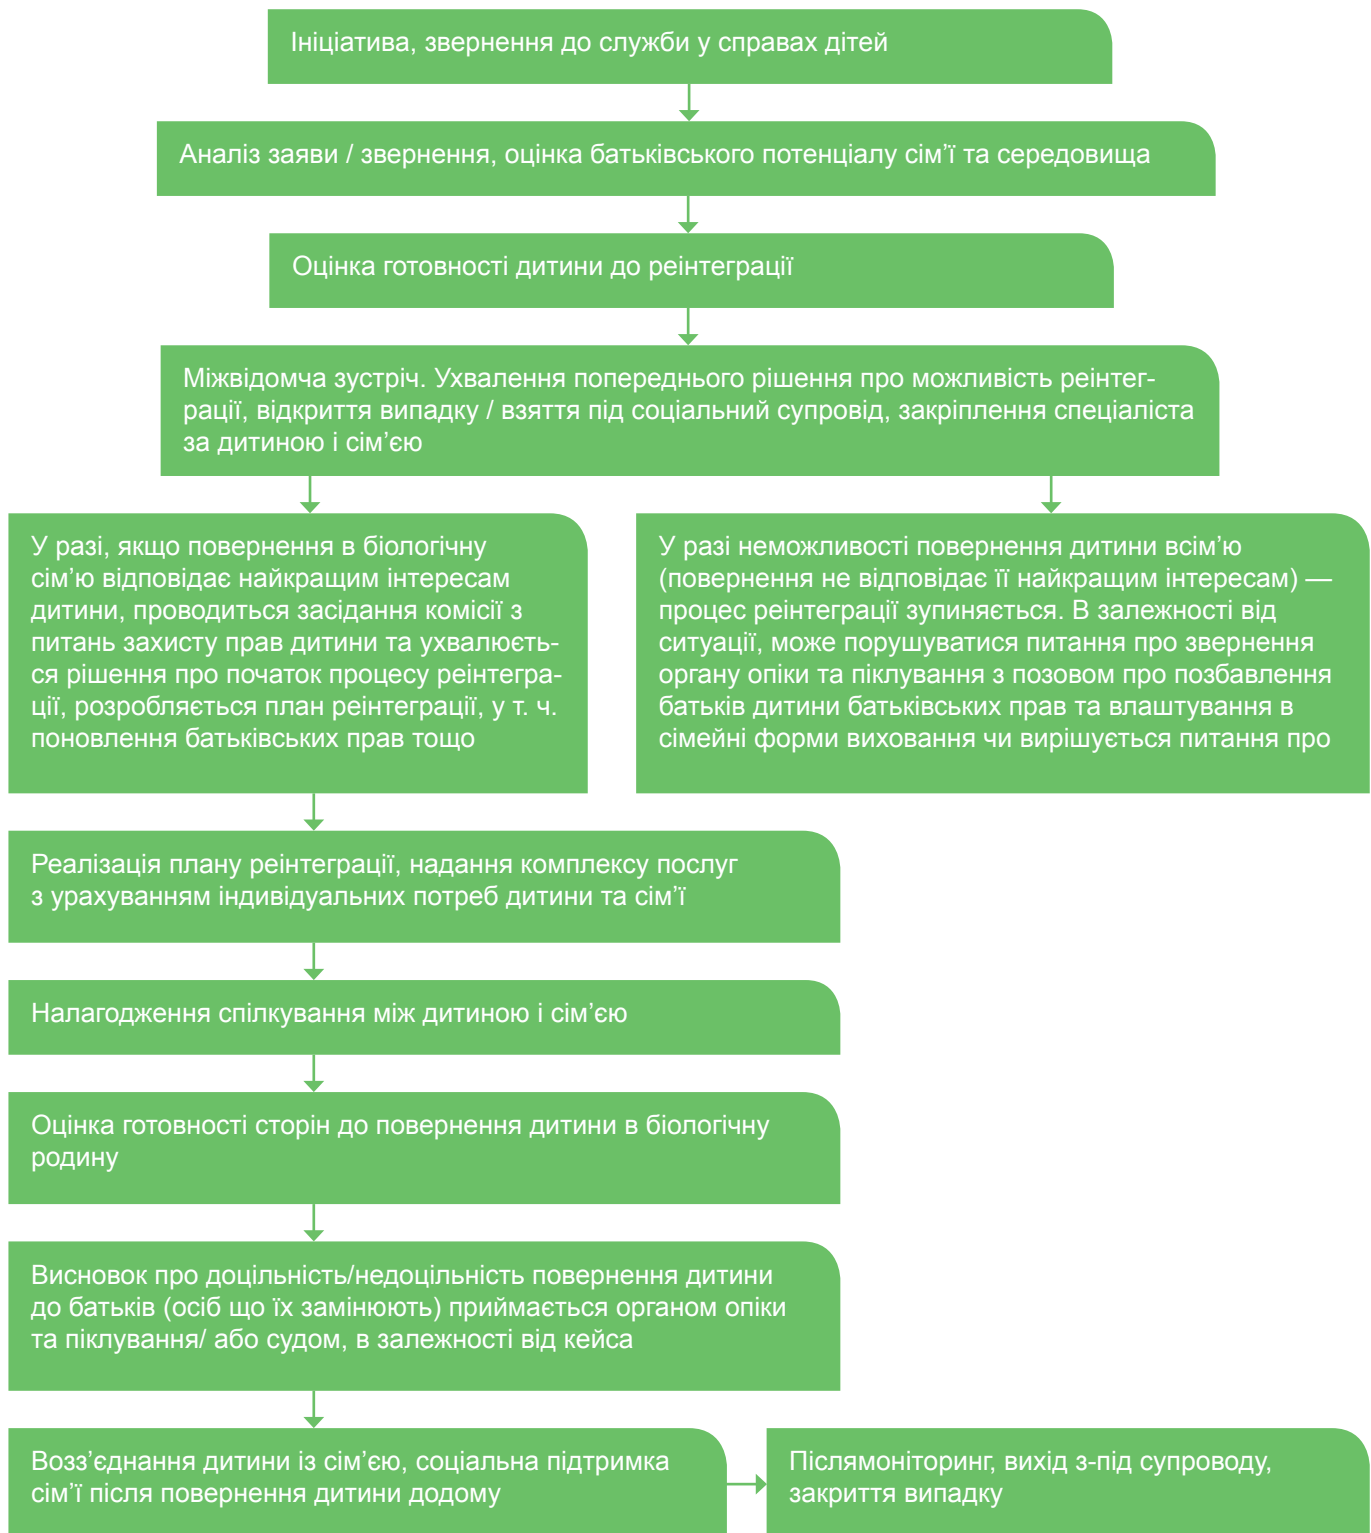 Ініціатива, звернення до служби у справах дітей
Аналіз заяви / звернення, оцінка батьківського потенціалу сім’ї та середовища
Оцінка готовності дитини до реінтеграції
Міжвідомча зустріч. Ухвалення попереднього рішення про можливість реінтег-
рації, відкриття випадку / взяття під соціальний супровід, закріплення спеціаліста
за дитиною і сім’єю
У разі, якщо повернення в біологічну
сім’ю відповідає найкращим інтересам
дитини, проводиться засідання комісії з
питань захисту прав дитини та ухвалюєть-
ся рішення про початок процесу реінтегра-
ції, розробляється план реінтеграції, у т. ч.
поновлення батьківських прав тощо
У разі неможливості повернення дитини всім’ю
(повернення не відповідає її найкращим інтересам) —
процес реінтеграції зупиняється. В залежності від
ситуації, може порушуватися питання про звернення
органу опіки та піклування з позовом про позбавлення
батьків дитини батьківських прав та влаштування в
сімейні форми виховання чи вирішується питання про
Реалізація плану реінтеграції, надання комплексу послуг
з урахуванням індивідуальних потреб дитини та сім’ї
Налагодження спілкування між дитиною і сім’єю
Оцінка готовності сторін до повернення дитини в біологічну
родину
Висновок про доцільність/недоцільність повернення дитини
до батьків (осіб що їх замінюють) приймається органом опіки
та піклування/ або судом, в залежності від кейса
Возз’єднання дитини із сім’єю, соціальна підтримка
сім’ї після повернення дитини додому
Післямоніторинг, вихід з-під супроводу,
закриття випадку